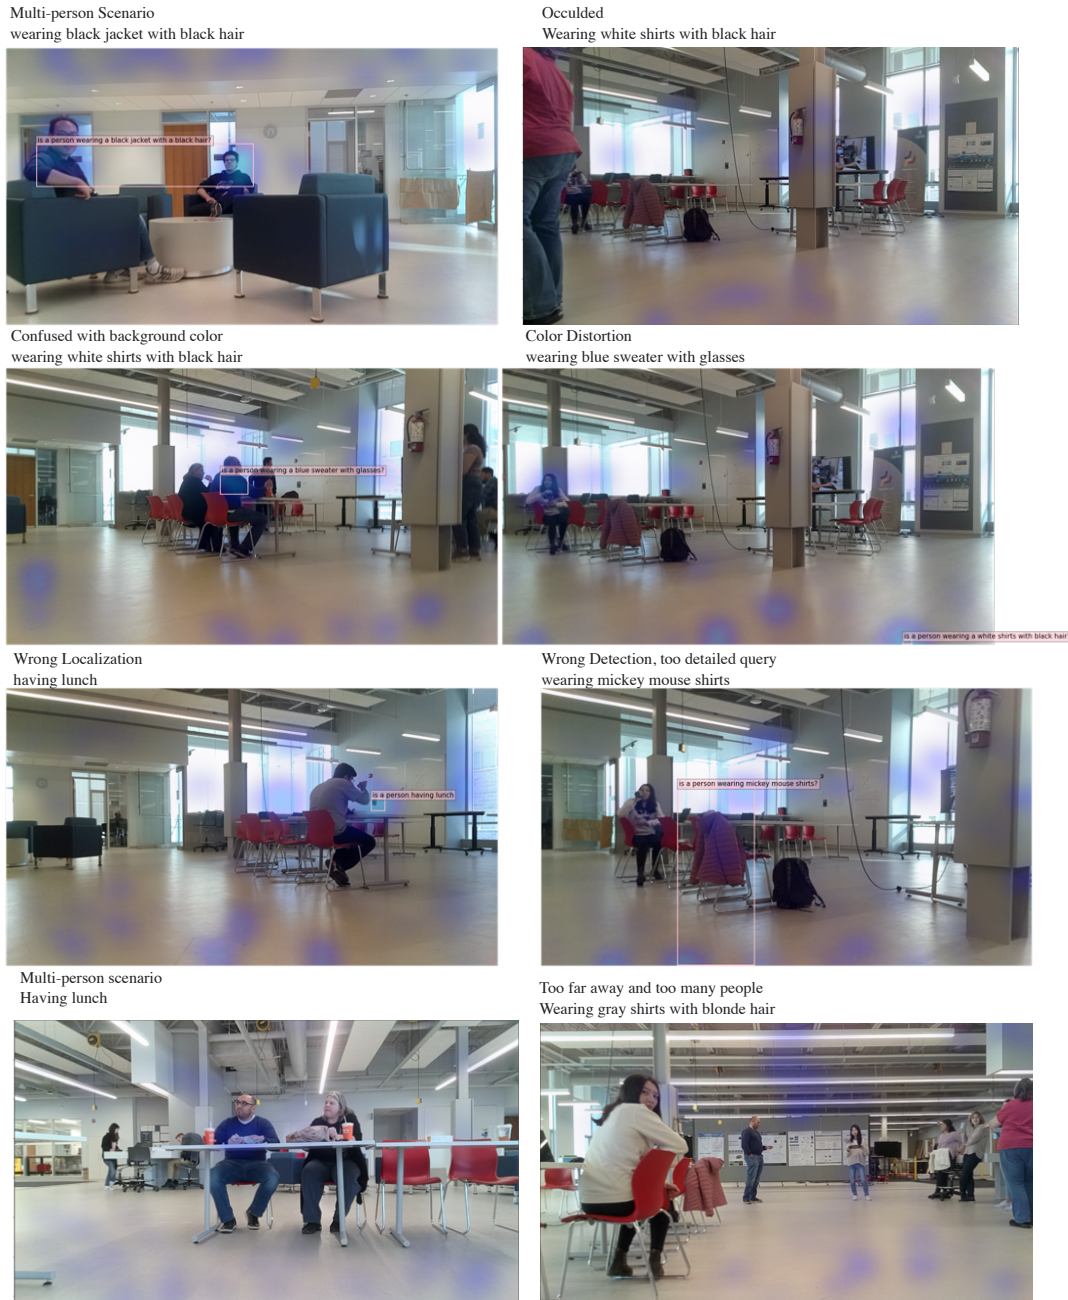 Multi-person Scenario
wearing black jacket with black hair
is a person wearing a black jacket with a black hair?
Occulded
Wearing white shirts with black hair
Confused with background color
wearing white shirts with black hair
is a person wearing a blue sweater with glasses?
Color Distortion
wearing blue sweater with glasses
is a person wearing a white shirts with black hair
Wrong Localization
having lunch
is a person having lunch
Wrong Detection, too detailed query
wearing mickey mouse shirts
is a person wearing mickey mouse shirts?
Multi-person scenario
Having lunch
Too far away and too many people
Wearing gray shirts with blonde hair